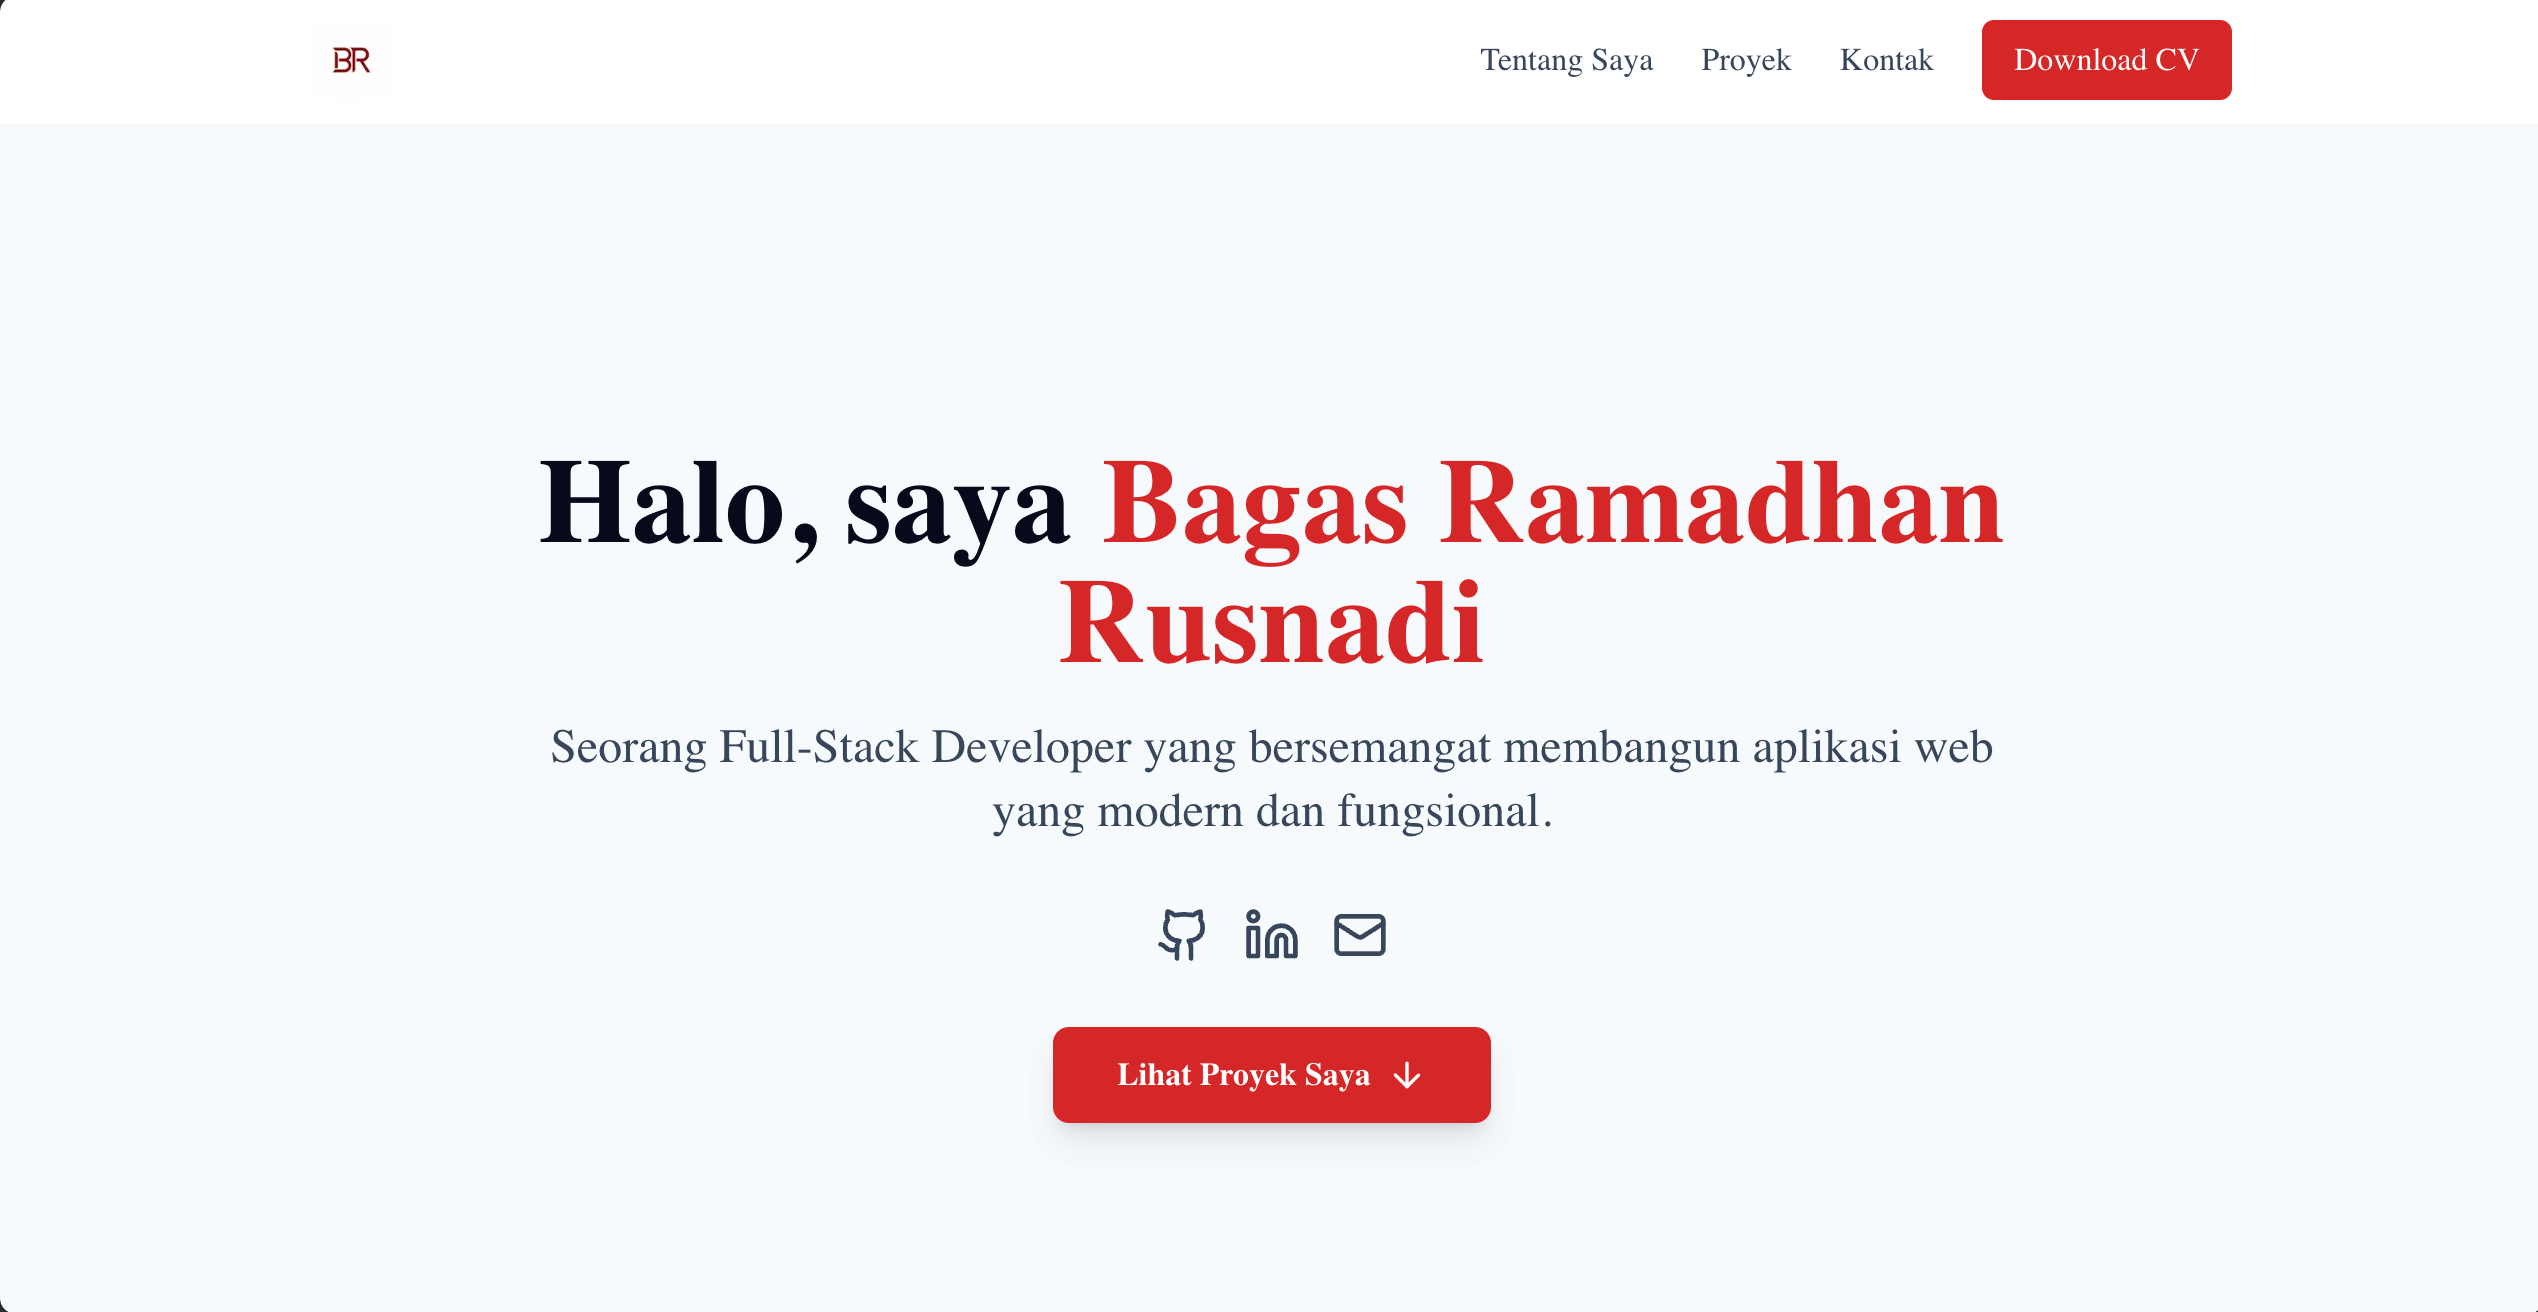 BR
Tentang Saya
Proyek
Kontak
Download CV
Halo, saya Bagas Ramadhan
Rusnadi
Seorang Full-Stack Developer yang bersemangat membangun aplikasi web
yang modern dan fungsional.
Lihat Proyek Saya